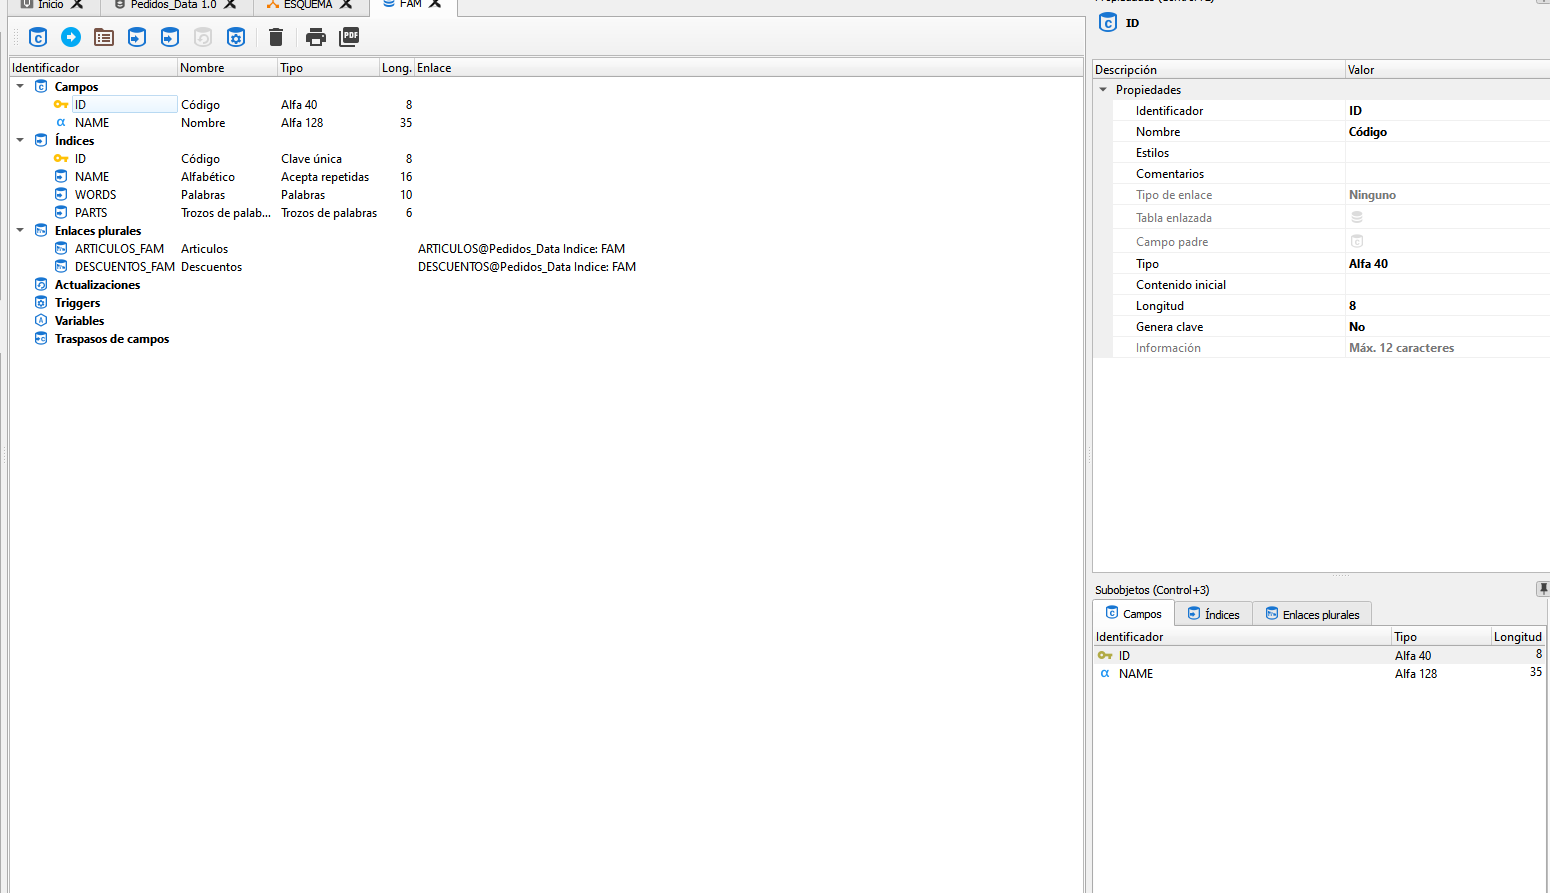 Inicio
Pedidos_Data 1.0
ESQUEMA
FAM
PDF
Identificador Nombre Tipo Long. Enlace
Campos
ID Código Alfa 40 8
NAME Nombre Alfa 128 35
Índices
ID Código Clave única 8
NAME Alfabético Acepta repetidas 16
WORDS Palabras Palabras 10
PARTS Trozos de palab... Trozos de palabras 6
Enlaces plurales
ARTICULOS_FAM Articulos ARTICULOS@Pedidos_Data Indice: FAM
DESCUENTOS_FAM Descuentos DESCUENTOS@Pedidos_Data Indice: FAM
Actualizaciones
Triggers
Variables
Traspasos de campos
ID
Descripción Valor
Propiedades
Identificador ID
Nombre Código
Estilos
Comentarios
Tipo de enlace Ninguno
Tabla enlazada
Campo padre
Tipo Alfa 40
Contenido inicial
Longitud 8
Genera clave No
Información Máx. 12 caracteres
Subobjetos (Control+3)
Campos Índices Enlaces plurales
Identificador Tipo Longitud
ID Alfa 40 8
NAME Alfa 128 35